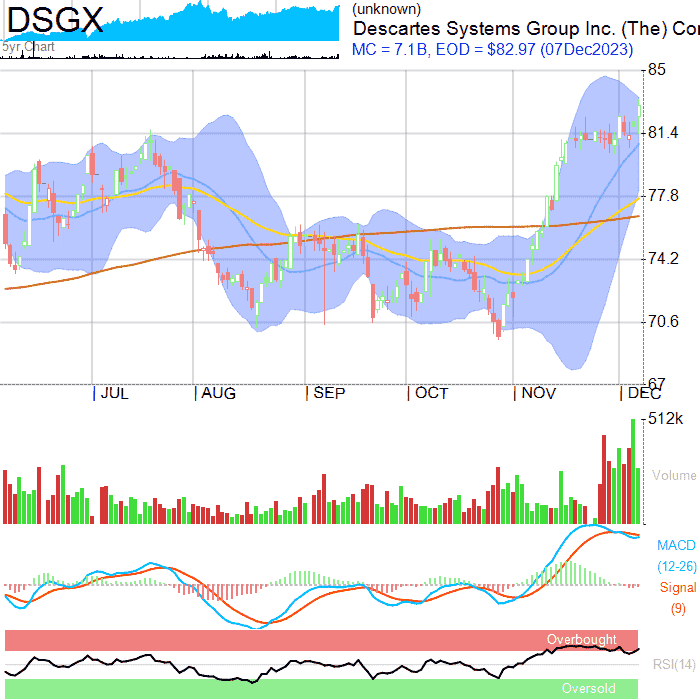 DSGX
(unknown)
Descartes Systems Group Inc. (The) Cor
5yr Chart
MC = 7.1B, EOD = $82.97 (07Dec2023)
85
81.4
77.8
74.2
70.6
67
JUL AUG SEP OCT NOV DEC
512k
Volume
MACD
(12-26)
Signal
(9)
Overbought
RSI(14)
Oversold